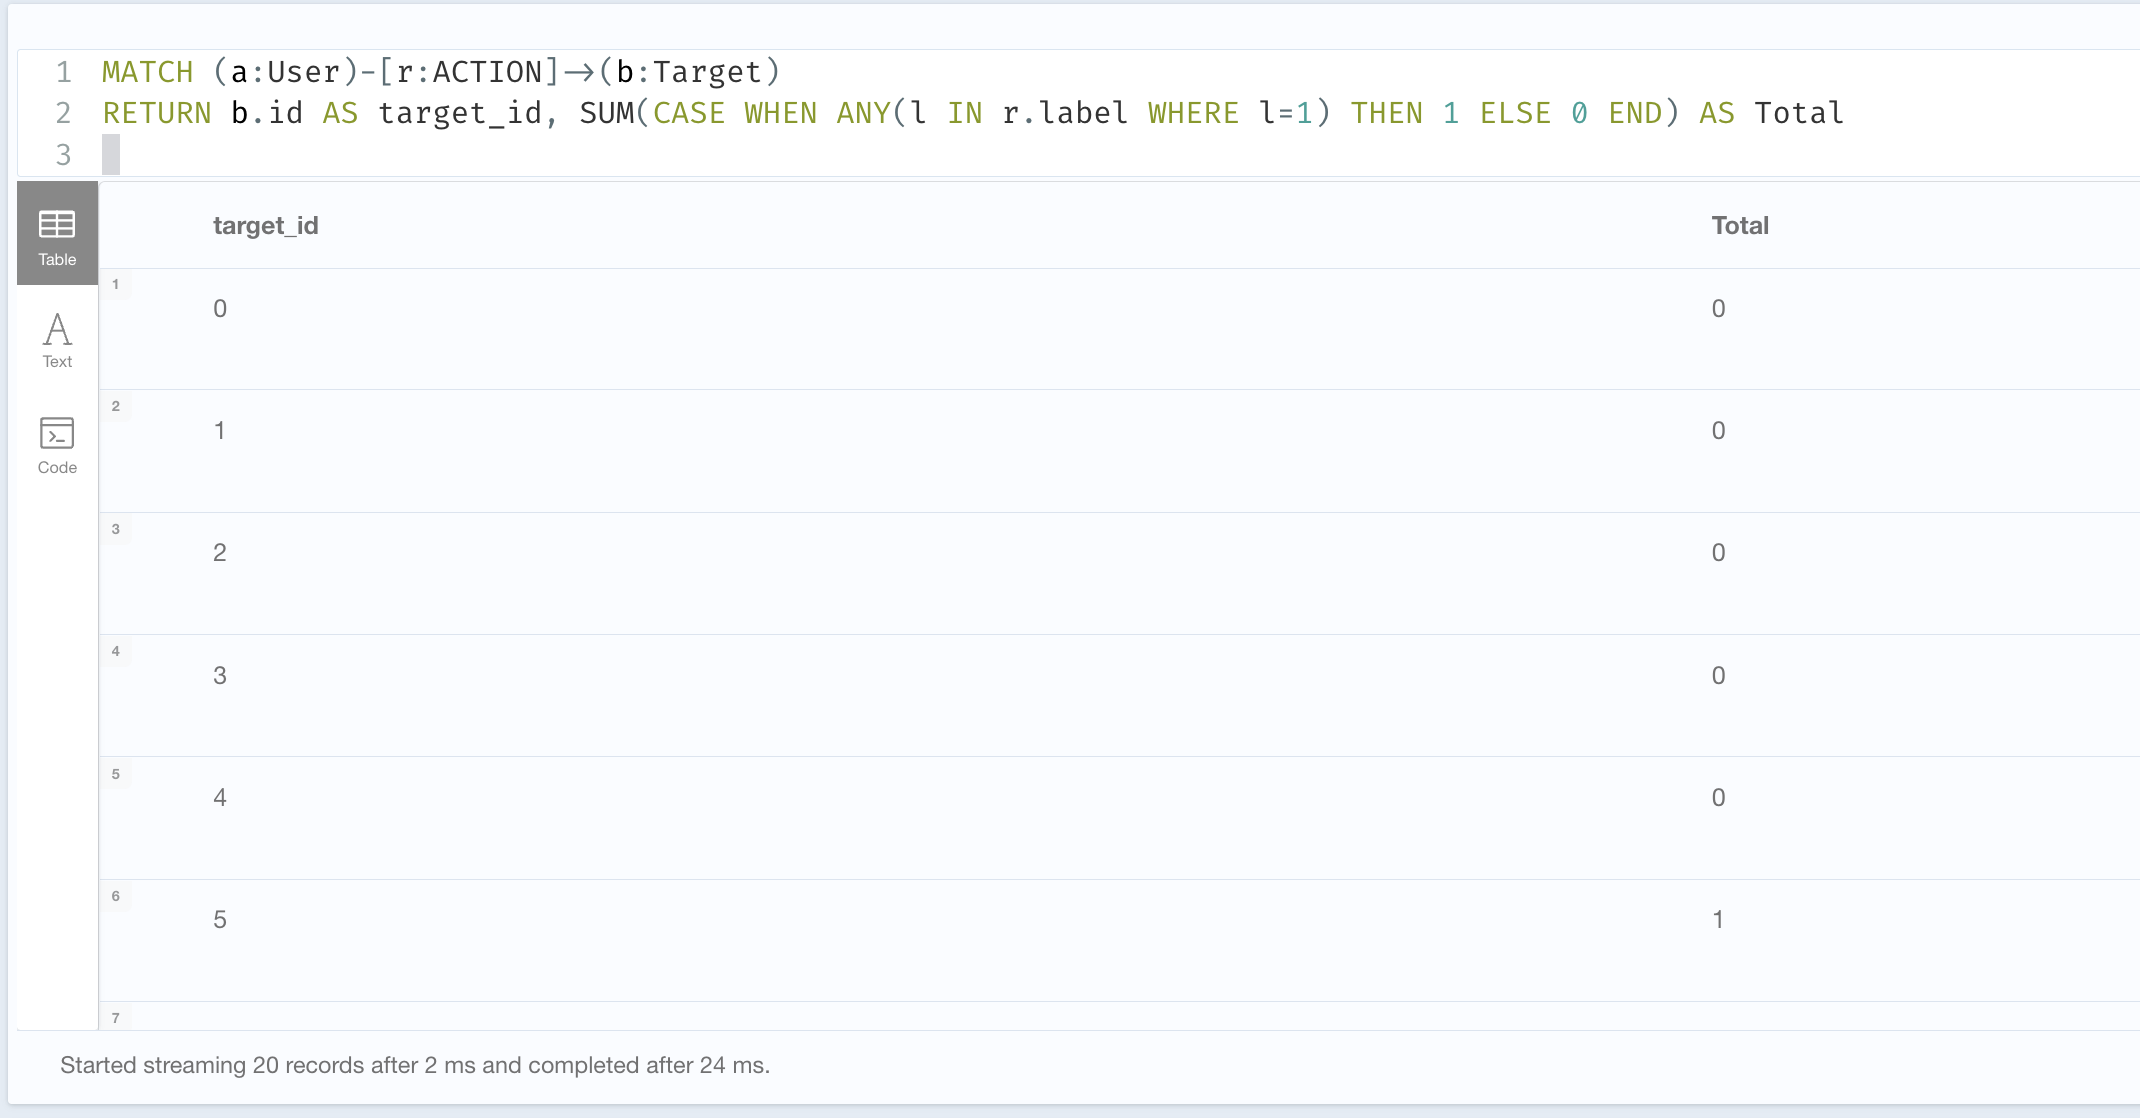 1 MATCH (a:User)-[r:ACTION]->(b:Target)
2 RETURN b.id AS target_id, SUM(CASE WHEN ANY(l IN r.label WHERE l=1) THEN 1 ELSE 0 END) AS Total
3
Table
Text
Code
target_id Total
1 0 0
2 1 0
3 2 0
4 3 0
5 4 0
6 5 1
7
Started streaming 20 records after 2 ms and completed after 24 ms.